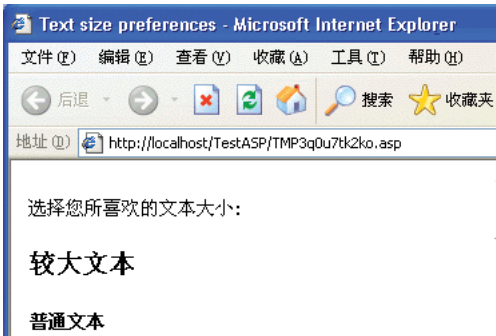 Text size preferences - Microsoft Internet Explorer
文件(F) 编辑(E) 查看(V) 收藏(A) 工具(T) 帮助(H)
后退 搜索 收藏夹
地址(D) http://localhost/TestASP/TMP3q0u7tk2ko.asp
选择您所喜欢的文本大小:
较大文本
普通文本